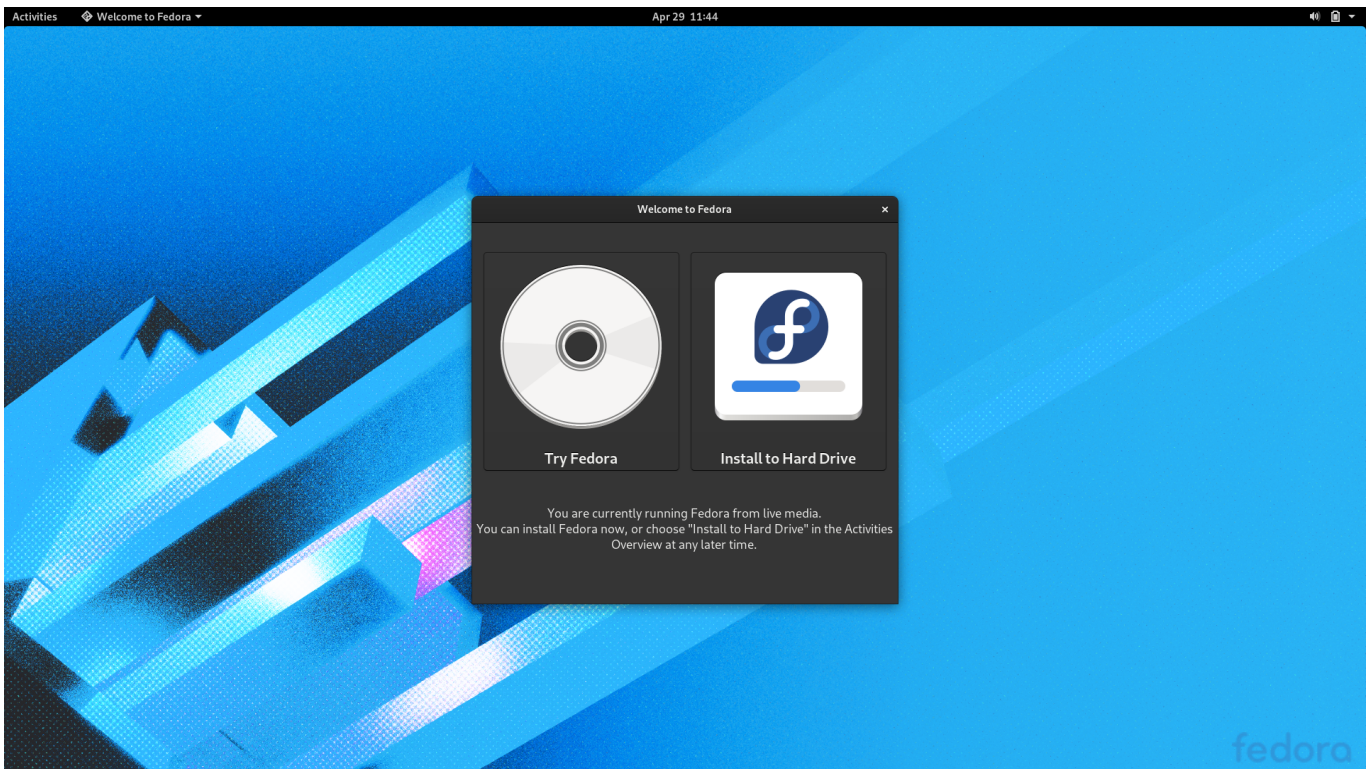 Activities Welcome to Fedora Apr 29 11:44
Welcome to Fedora ×
Try Fedora Install to Hard Drive
You are currently running Fedora from live media.
You can install Fedora now, or choose "Install to Hard Drive" in the Activities
Overview at any later time.
fedora